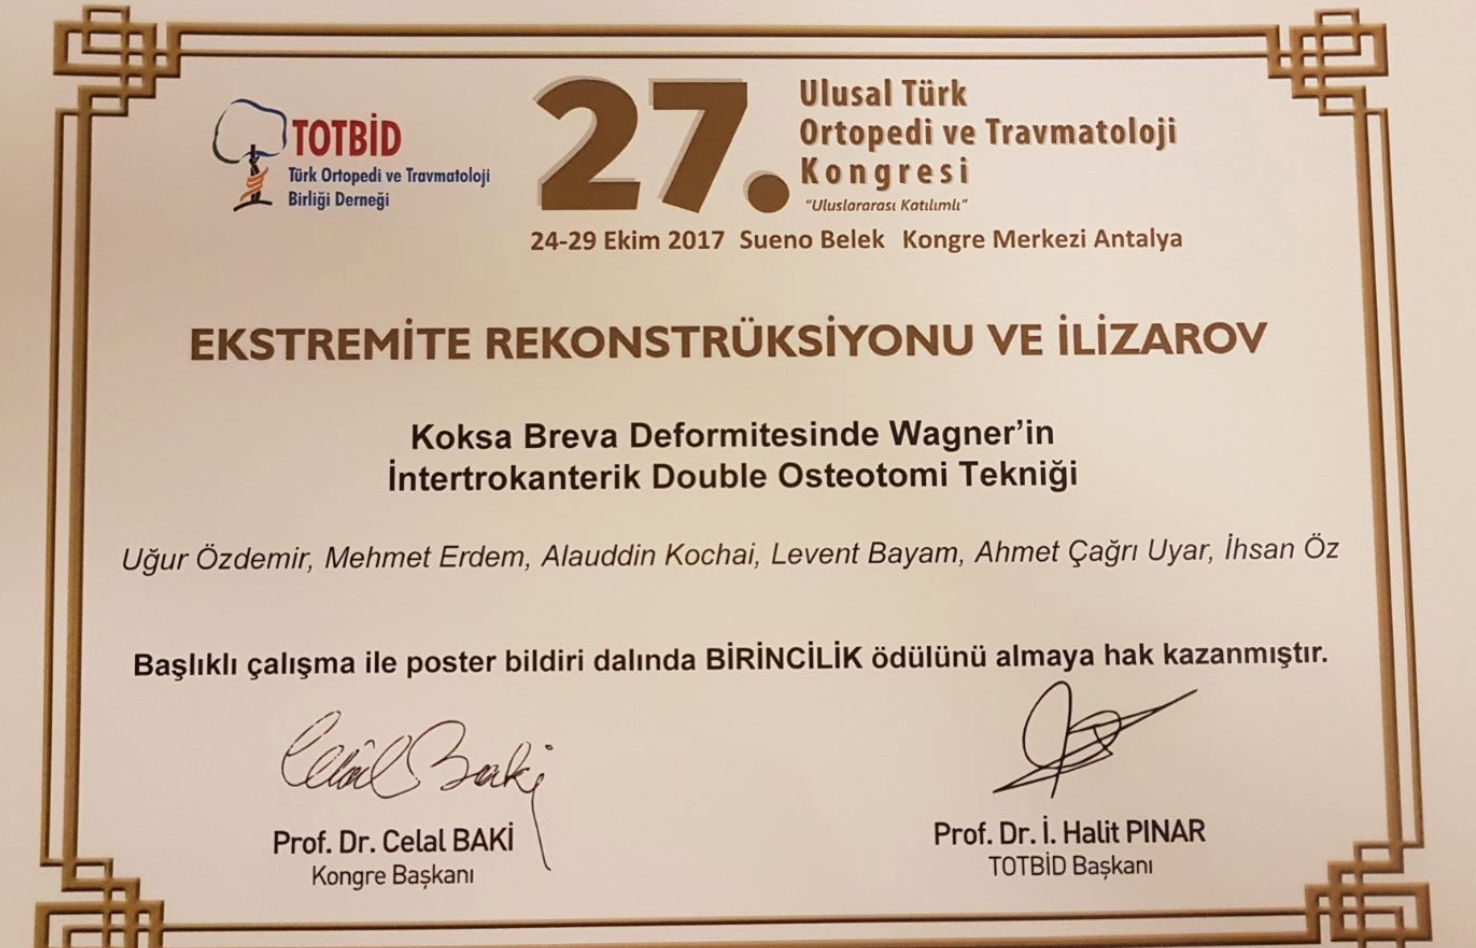 TOTBİD
Türk Ortopedi ve Travmatoloji
Birliği Derneği
27.
Ulusal Türk
Ortopedi ve Travmatoloji
Kongresi
"Uluslararası Katılımlı"
24-29 Ekim 2017 Sueno Belek Kongre Merkezi Antalya
EKSTREMİTE REKONSTRÜKSİYONU VE İLİZAROV
Koksa Breva Deformitesinde Wagner'in
İntertrokanterik Double Osteotomi Tekniği
Uğur Özdemir, Mehmet Erdem, Alauddin Kochai, Levent Bayam, Ahmet Çağrı Uyar, İhsan Öz
Başlıklı çalışma ile poster bildiri dalında BİRİNCİLİK ödülünü almaya hak kazanmıştır.
Celâl Baki
Prof. Dr. Celal BAKİ
Kongre Başkanı
Prof. Dr. İ. Halit PINAR
TOTBİD Başkanı